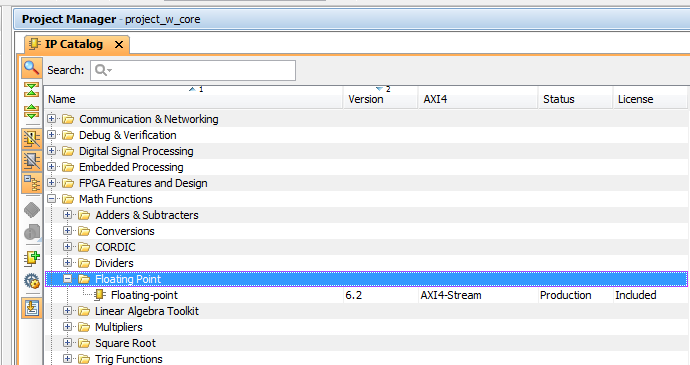 Project Manager - project_w_core
IP Catalog
Search:
Name 1 Version 2 AXI4 Status License
Communication & Networking
Debug & Verification
Digital Signal Processing
Embedded Processing
FPGA Features and Design
Math Functions
Adders & Subtracters
Conversions
CORDIC
Dividers
Floating Point
Floating-point 6.2 AXI4-Stream Production Included
Linear Algebra Toolkit
Multipliers
Square Root
Trig Functions